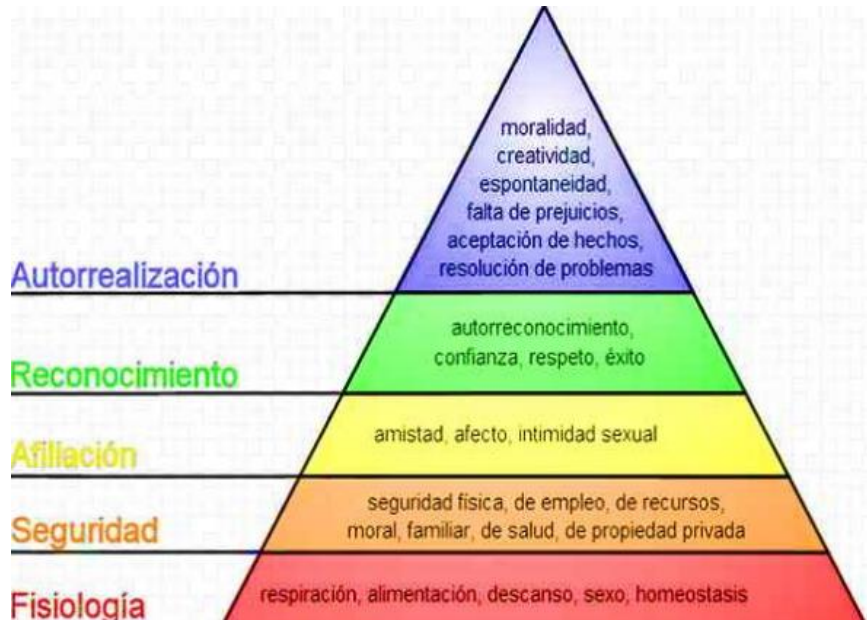 moralidad,
creatividad,
espontaneidad,
falta de prejuicios,
aceptación de hechos,
resolución de problemas
Autorrealización
autorreconocimiento,
confianza, respeto, éxito
Reconocimiento
amistad, afecto, intimidad sexual
Afiliación
seguridad física, de empleo, de recursos,
moral, familiar, de salud, de propiedad privada
Seguridad
respiración, alimentación, descanso, sexo, homeostasis
Fisiología